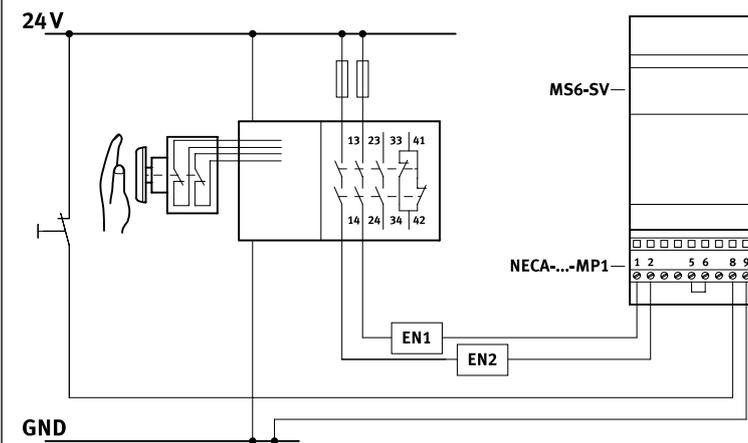 24 V
MS6-SV
13 23 33 41
14 24 34 42
NECA-...-MP1
1 2 5 6 8 9
EN1
EN2
GND